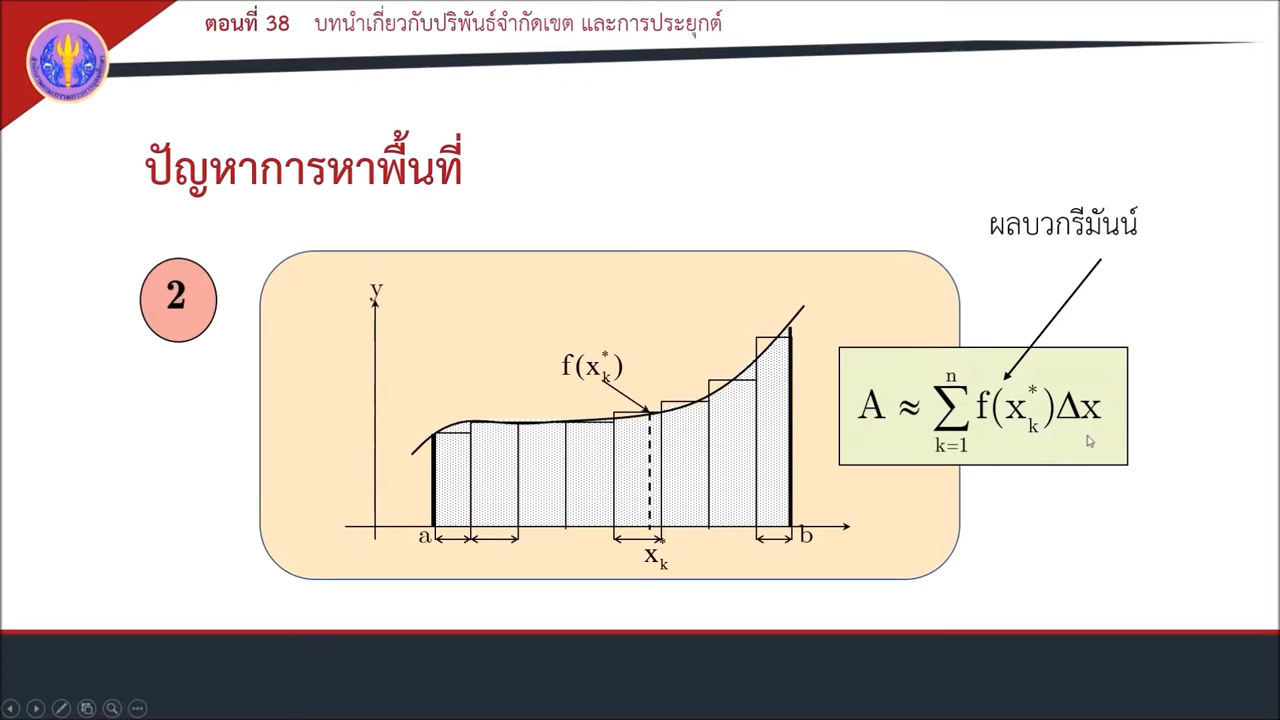 ตอนที่ 38 บทนำเกี่ยวกับปริพันธ์จำกัดเขต และการประยุกต์
ปัญหาการหาพื้นที่
ผลบวกรีมันน์
2
y
f(x*k)
A ≈ ∑ n k=1 f(x*k)Δx
a
b
x*k